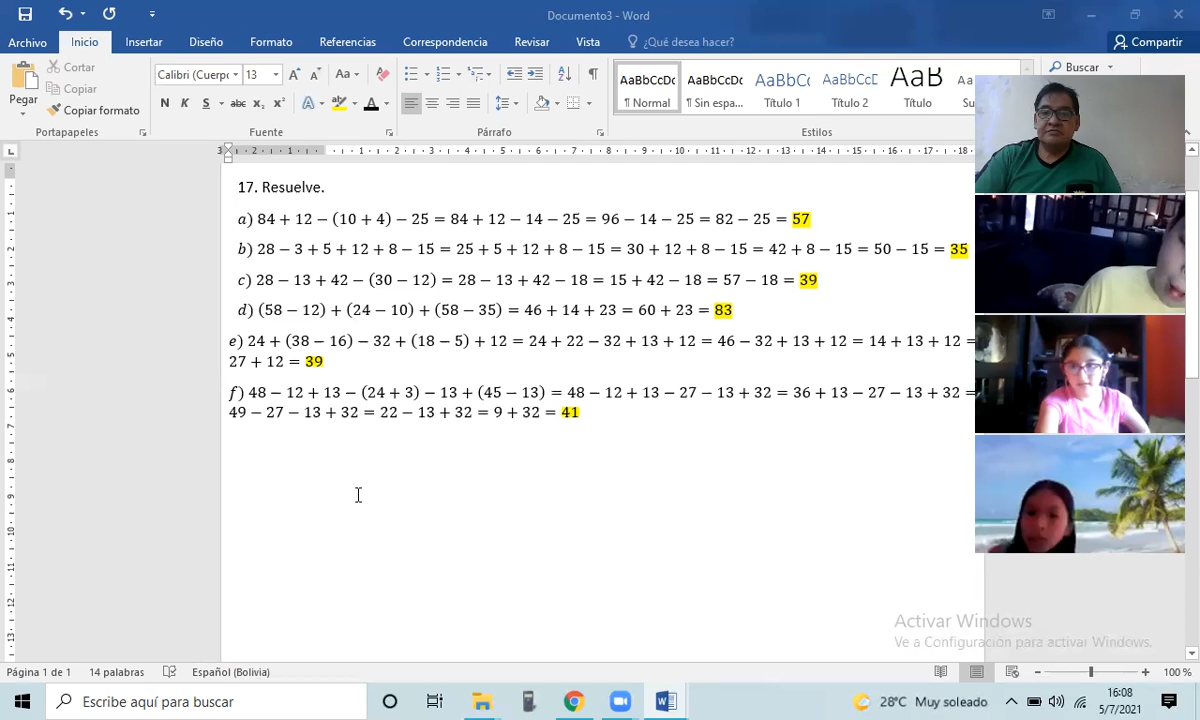 Documento3 - Word
Archivo Inicio Insertar Diseño Formato Referencias Correspondencia Revisar Vista ¿Qué desea hacer? Compartir
Pegar
Cortar
Copiar
Copiar formato
Portapapeles
Calibri (Cuerpo 13
N K S abc x₂ x²
Fuente
Párrafo
AaBbCcDc AaBbCcDc AaBbCc AaBbCcD AaB
¶ Normal ¶ Sin espa... Título 1 Título 2 Título Su
Estilos
Buscar
17. Resuelve.
a) 84 + 12 − (10 + 4) − 25 = 84 + 12 − 14 − 25 = 96 − 14 − 25 = 82 − 25 = 57
b) 28 − 3 + 5 + 12 + 8 − 15 = 25 + 5 + 12 + 8 − 15 = 30 + 12 + 8 − 15 = 42 + 8 − 15 = 50 − 15 = 35
c) 28 − 13 + 42 − (30 − 12) = 28 − 13 + 42 − 18 = 15 + 42 − 18 = 57 − 18 = 39
d) (58 − 12) + (24 − 10) + (58 − 35) = 46 + 14 + 23 = 60 + 23 = 83
e) 24 + (38 − 16) − 32 + (18 − 5) + 12 = 24 + 22 − 32 + 13 + 12 = 46 − 32 + 13 + 12 = 14 + 13 + 12 =
27 + 12 = 39
f) 48 − 12 + 13 − (24 + 3) − 13 + (45 − 13) = 48 − 12 + 13 − 27 − 13 + 32 = 36 + 13 − 27 − 13 + 32 =
49 − 27 − 13 + 32 = 22 − 13 + 32 = 9 + 32 = 41
Activar Windows
Ve a Configuración para activar Windows.
Página 1 de 1 14 palabras Español (Bolivia) 100 %
Escribe aquí para buscar
28°C Muy soleado
16:08
5/7/2021